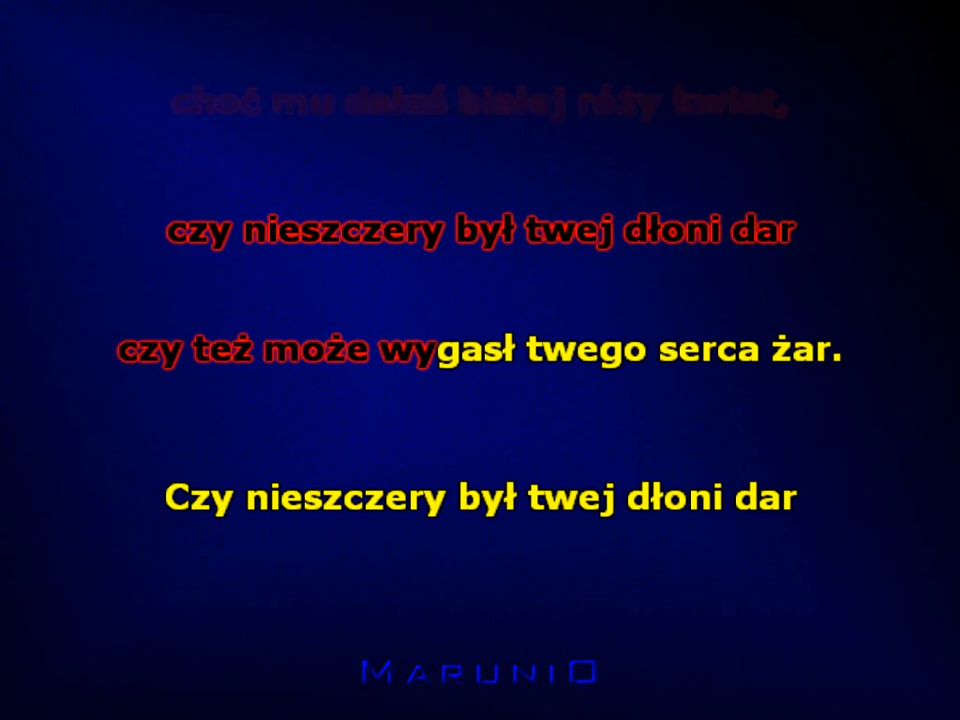 choć mu dałaś białej róży kwiat,
czy nieszczery był twej dłoni dar
czy też może wygasł twego serca żar.
Czy nieszczery był twej dłoni dar
MARUNIO